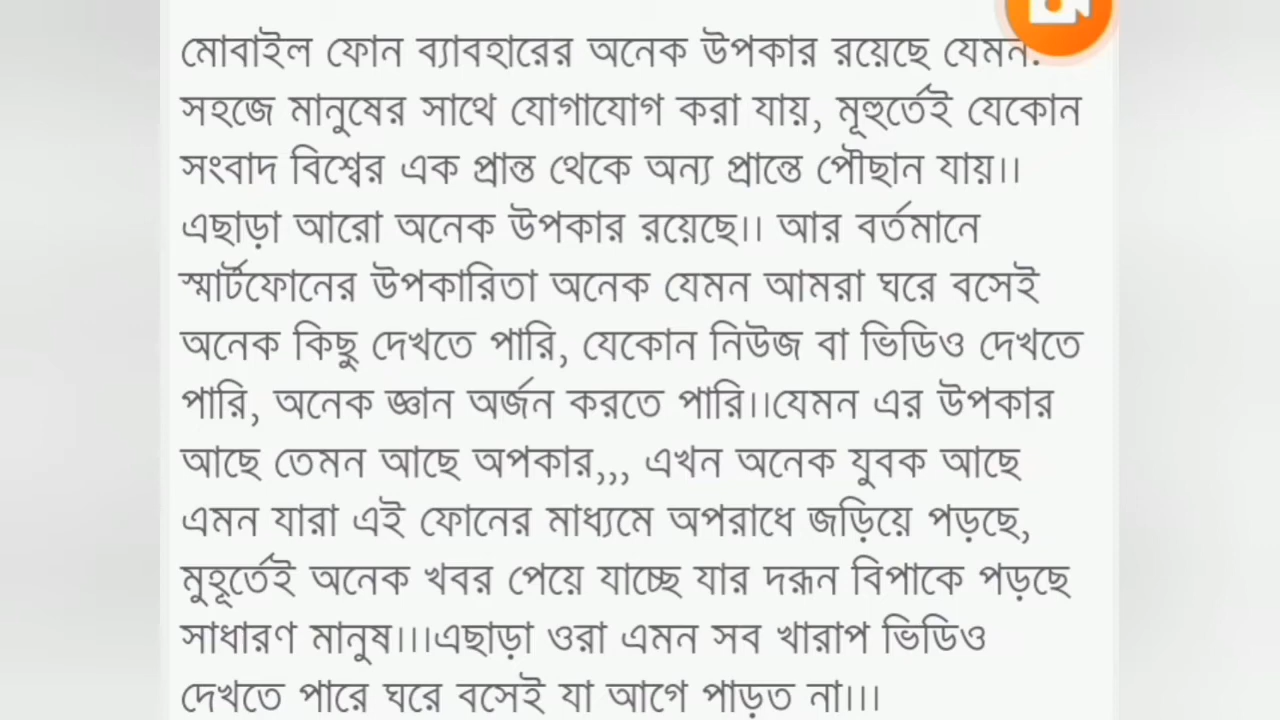 মোবাইল ফোন ব্যাবহারের অনেক উপকার রয়েছে যেমন:
সহজে মানুষের সাথে যোগাযোগ করা যায়, মূহুর্তেই যেকোন
সংবাদ বিশ্বের এক প্রান্ত থেকে অন্য প্রান্তে পৌছান যায়।।
এছাড়া আরো অনেক উপকার রয়েছে।। আর বর্তমানে
স্মার্টফোনের উপকারিতা অনেক যেমন আমরা ঘরে বসেই
অনেক কিছু দেখতে পারি, যেকোন নিউজ বা ভিডিও দেখতে
পারি, অনেক জ্ঞান অর্জন করতে পারি।।যেমন এর উপকার
আছে তেমন আছে অপকার,,, এখন অনেক যুবক আছে
এমন যারা এই ফোনের মাধ্যমে অপরাধে জড়িয়ে পড়ছে,
মুহূর্তেই অনেক খবর পেয়ে যাচ্ছে যার দরূন বিপাকে পড়ছে
সাধারণ মানুষ।।।এছাড়া ওরা এমন সব খারাপ ভিডিও
দেখতে পারে ঘরে বসেই যা আগে পাড়ত না।।।